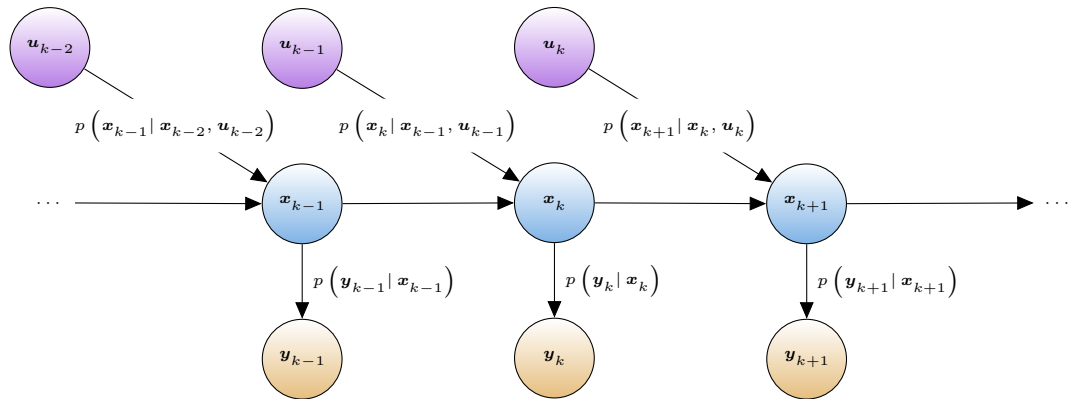 u_{k−2} u_{k−1} u_k
p (x_{k−1} | x_{k−2}, u_{k−2}) p (x_k | x_{k−1}, u_{k−1}) p (x_{k+1} | x_k, u_k)
… x_{k−1} x_k x_{k+1} …
p (y_{k−1} | x_{k−1}) p (y_k | x_k) p (y_{k+1} | x_{k+1})
y_{k−1} y_k y_{k+1}